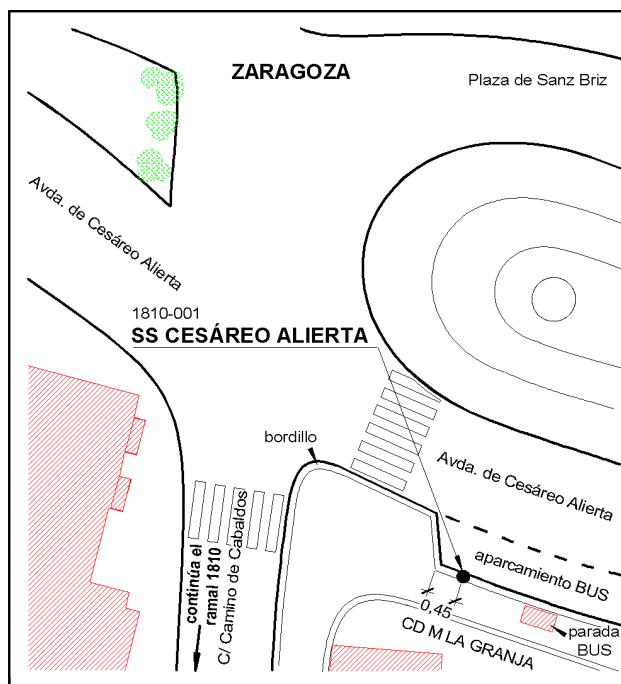 ZARAGOZA
Plaza de Sanz Briz
Avda. de Cesáreo Alierta
1810-001
SS CESÁREO ALIERTA
bordillo
Avda. de Cesáreo Alierta
aparcamiento BUS
continúa el
ramal 1810
C/ Camino de Cabaldos
0,45
CD M LA GRANJA
parada
BUS